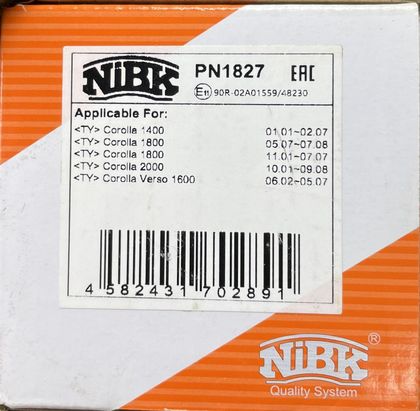 NiBK PN1827 EAC
E11 90R-02A01559/48230
Applicable For:
<TY> Corolla 1400 01.01~02.07
<TY> Corolla 1800 05.07~07.08
<TY> Corolla 1800 11.01~07.07
<TY> Corolla 2000 10.01~09.08
<TY> Corolla Verso 1600 06.02~05.07
4 582431 702891
NiBK ®
Quality System